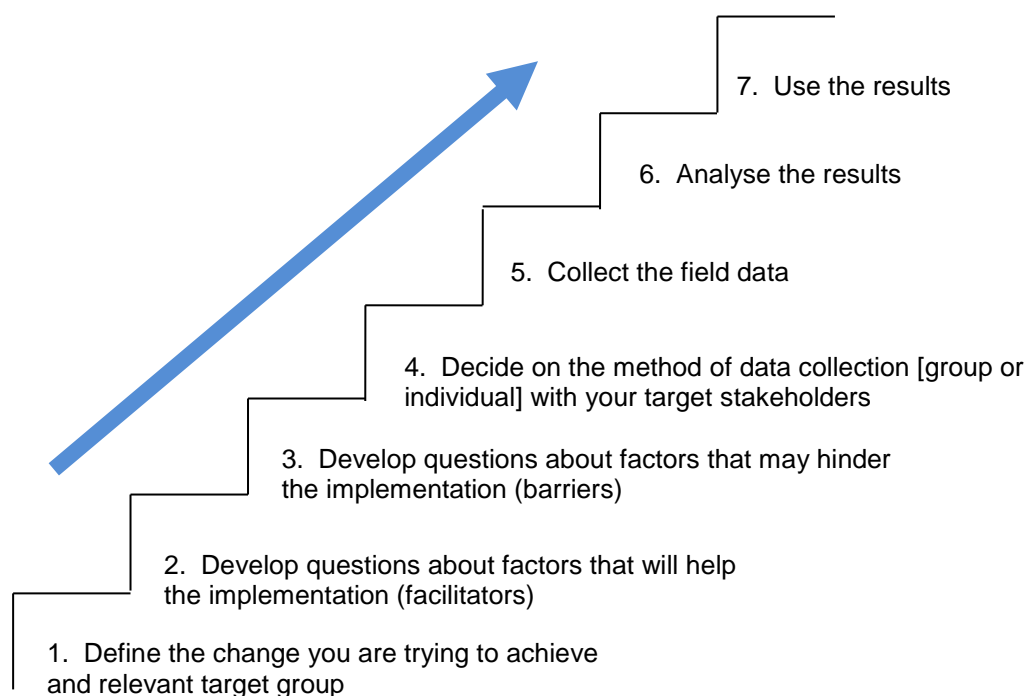 7.  Use the results
6.  Analyse the results
5.  Collect the field data
4.  Decide on the method of data collection [group or
individual] with your target stakeholders
3.  Develop questions about factors that may hinder
the implementation (barriers)
2.  Develop questions about factors that will help
the implementation (facilitators)
1.  Define the change you are trying to achieve
and relevant target group